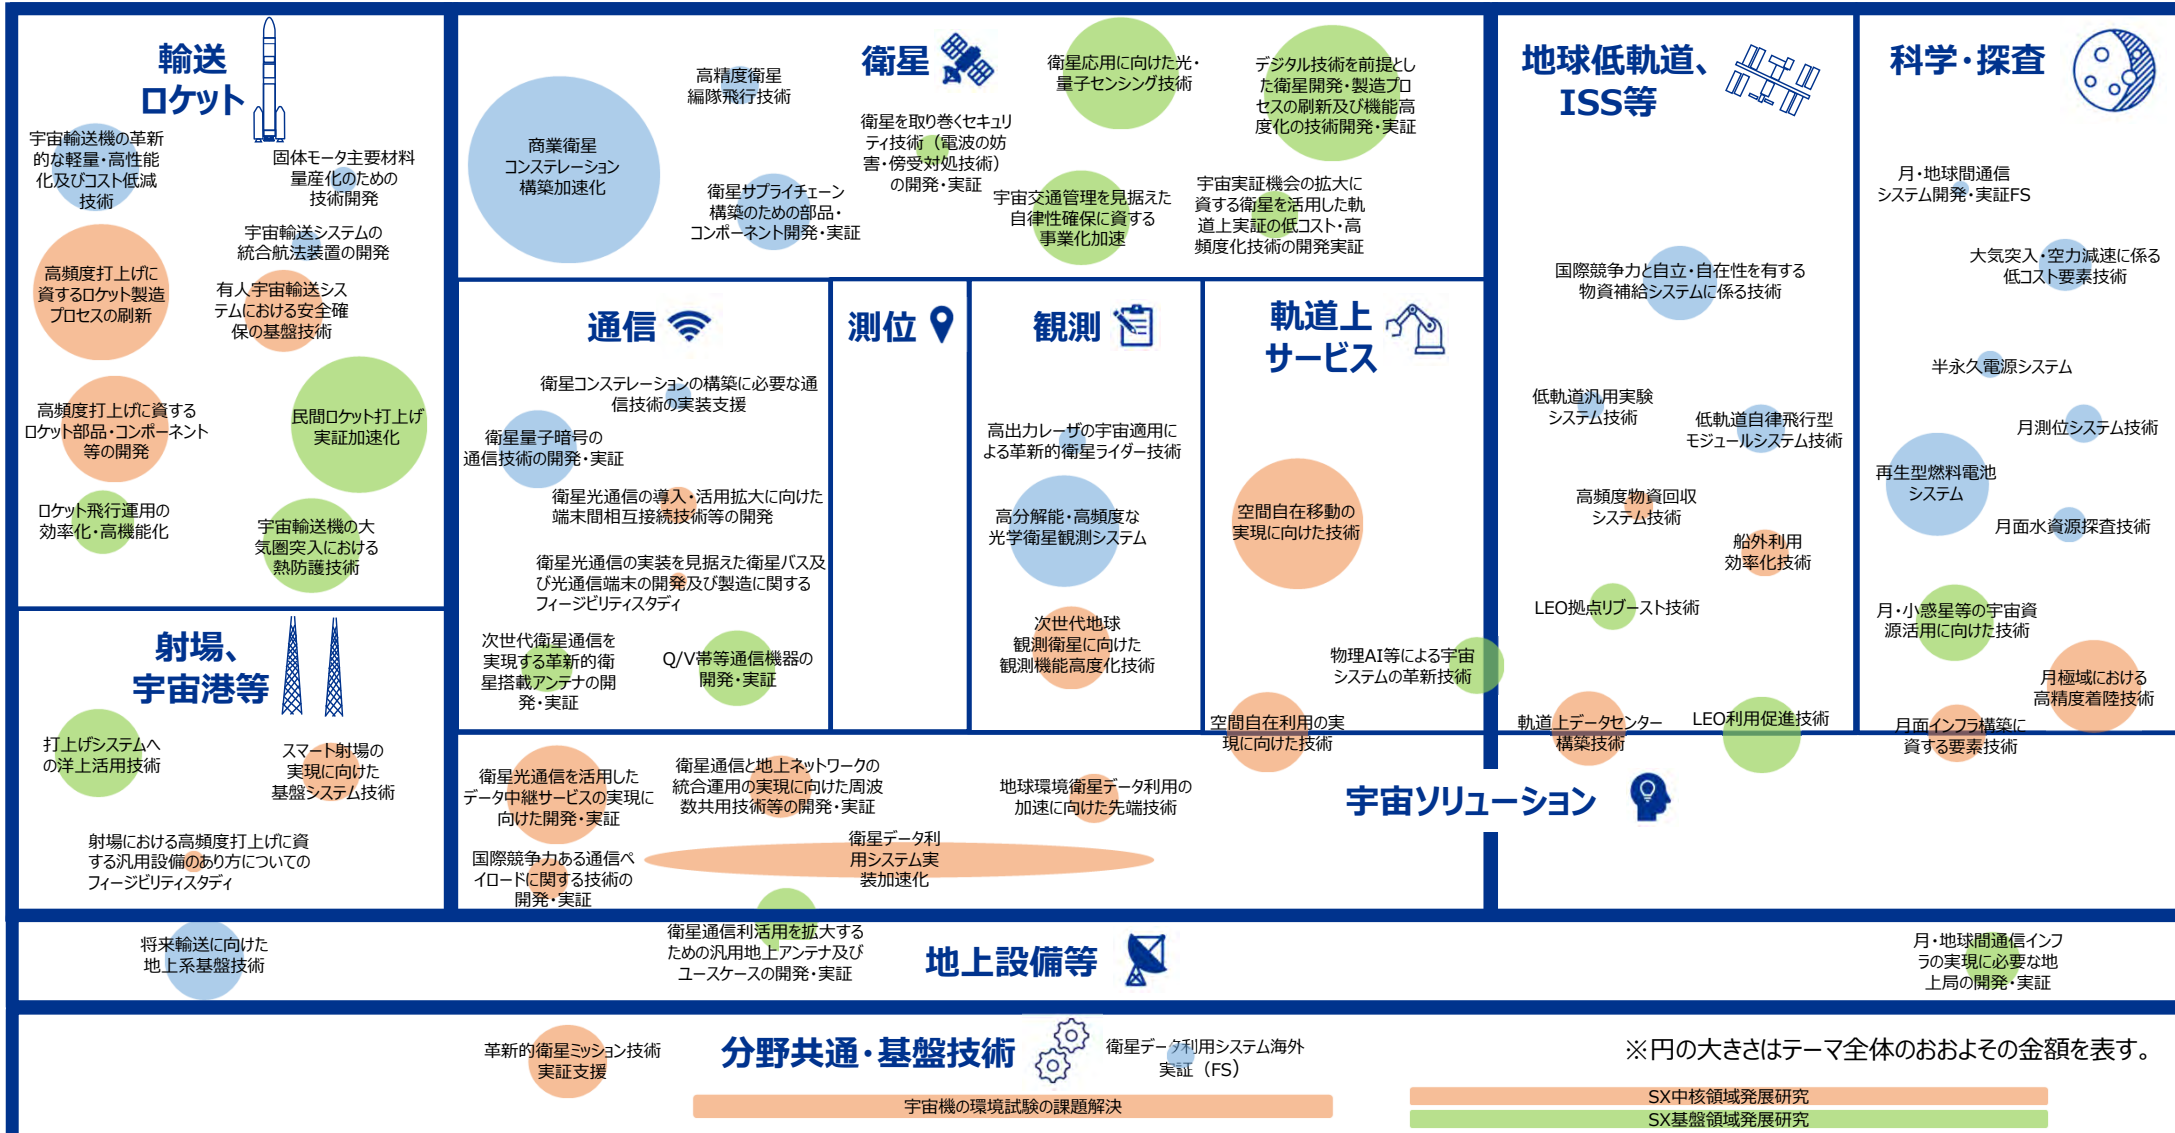 輸送
ロケット
宇宙輸送機の革新
的な軽量・高性能
化及びコスト低減
技術
固体モータ主要材料
量産化のための
技術開発
宇宙輸送システムの
統合航法装置の開発
高頻度打上げに
資するロケット製造
プロセスの刷新
有人宇宙輸送シス
テムにおける安全確
保の基盤技術
高頻度打上げに資する
ロケット部品・コンポーネント
等の開発
民間ロケット打上げ
実証加速化
ロケット飛行運用の
効率化・高機能化
宇宙輸送機の大
気圏突入における
熱防護技術
射場、
宇宙港等
打上げシステムへ
の洋上活用技術
スマート射場の
実現に向けた
基盤システム技術
射場における高頻度打上げに資
する汎用設備のあり方についての
フィージビリティスタディ
衛星
商業衛星
コンステレーション
構築加速化
高精度衛星
編隊飛行技術
衛星サプライチェーン
構築のための部品・
コンポーネント開発・実証
衛星を取り巻くセキュリ
ティ技術（電波の妨
害・傍受対処技術）
の開発・実証
衛星応用に向けた光・
量子センシング技術
宇宙交通管理を見据えた
自律性確保に資する
事業化加速
デジタル技術を前提とし
た衛星開発・製造プロ
セスの刷新及び機能高
度化の技術開発・実証
宇宙実証機会の拡大に
資する衛星を活用した軌
道上実証の低コスト・高
頻度化技術の開発実証
通信
衛星コンステレーションの構築に必要な通
信技術の実装支援
衛星量子暗号の
通信技術の開発・実証
衛星光通信の導入・活用拡大に向けた
端末間相互接続技術等の開発
衛星光通信の実装を見据えた衛星バス及
び光通信端末の開発及び製造に関する
フィージビリティスタディ
次世代衛星通信を
実現する革新的衛
星搭載アンテナの開
発・実証
Q/V帯等通信機器の
開発・実証
測位
観測
高出力レーザの宇宙適用に
よる革新的衛星ライダー技術
高分解能・高頻度な
光学衛星観測システム
次世代地球
観測衛星に向けた
観測機能高度化技術
軌道上
サービス
空間自在移動の
実現に向けた技術
物理AI等による宇宙
システムの革新技術
空間自在利用の実
現に向けた技術
地球低軌道、
ISS等
国際競争力と自立・自在性を有する
物資補給システムに係る技術
低軌道汎用実験
システム技術
低軌道自律飛行型
モジュールシステム技術
高頻度物資回収
システム技術
船外利用
効率化技術
LEO拠点リブースト技術
軌道上データセンター
構築技術
LEO利用促進技術
科学・探査
月・地球間通信
システム開発・実証FS
大気突入・空力減速に係る
低コスト要素技術
半永久電源システム
月測位システム技術
再生型燃料電池
システム
月面水資源探査技術
月・小惑星等の宇宙資
源活用に向けた技術
月極域における
高精度着陸技術
月面インフラ構築に
資する要素技術
衛星光通信を活用した
データ中継サービスの実現に
向けた開発・実証
衛星通信と地上ネットワークの
統合運用の実現に向けた周波
数共用技術等の開発・実証
地球環境衛星データ利用の
加速に向けた先端技術
宇宙ソリューション
国際競争力ある通信ペ
イロードに関する技術の
開発・実証
衛星データ利
用システム実
装加速化
将来輸送に向けた
地上系基盤技術
衛星通信利活用を拡大する
ための汎用地上アンテナ及び
ユースケースの開発・実証
地上設備等
月・地球間通信インフ
ラの実現に必要な地
上局の開発・実証
革新的衛星ミッション技術
実証支援
分野共通・基盤技術
衛星データ利用システム海外
実証（FS）
※円の大きさはテーマ全体のおおよその金額を表す。
宇宙機の環境試験の課題解決
SX中核領域発展研究
SX基盤領域発展研究